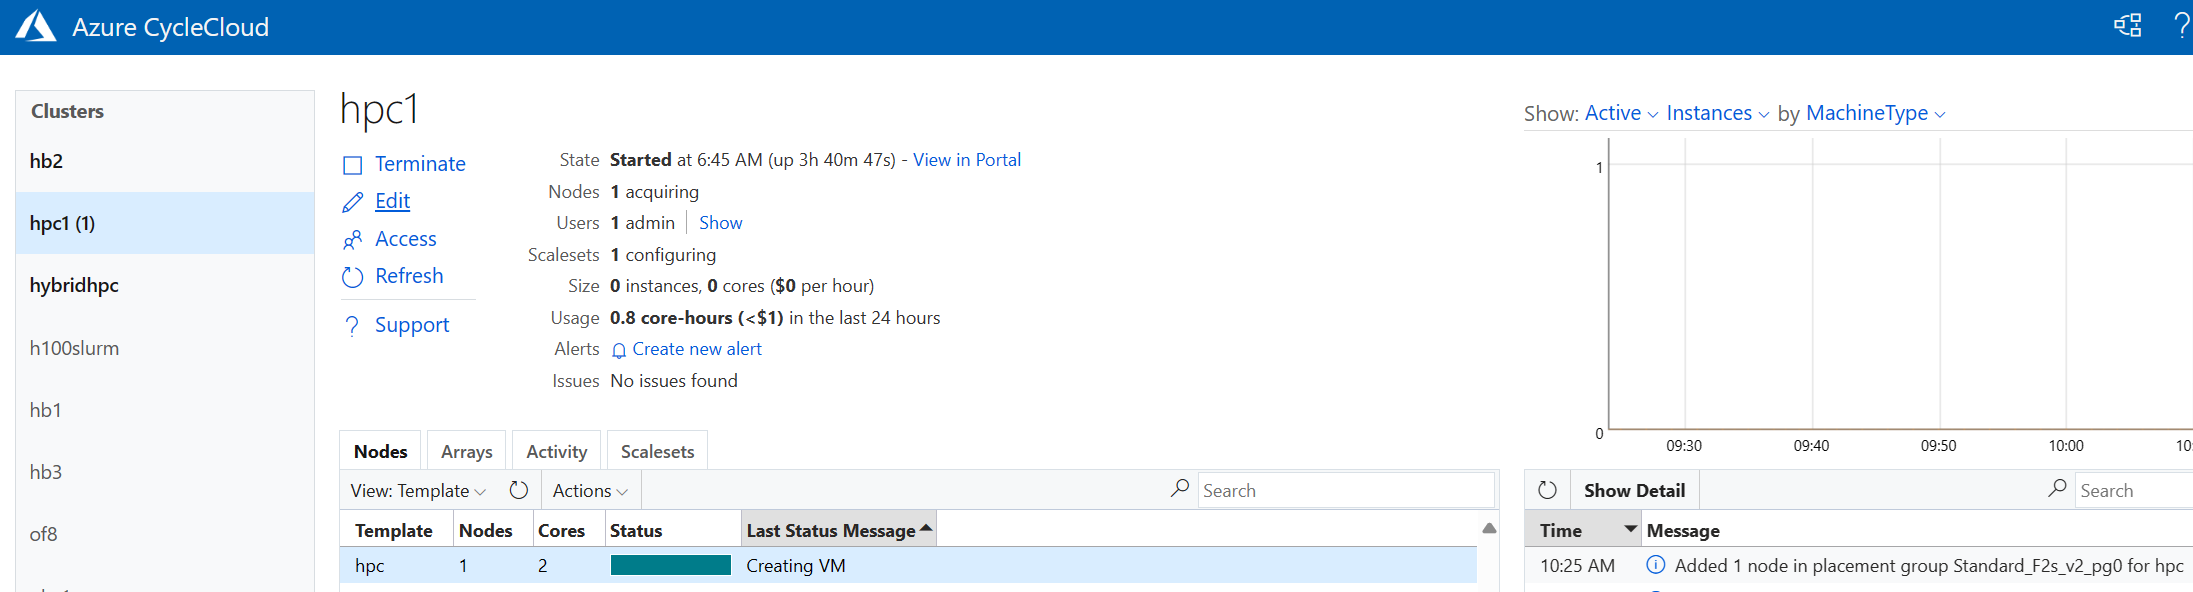 Azure CycleCloud
Clusters
hb2
hpc1 (1)
hybridhpc
h100slurm
hb1
hb3
of8
hpc1
Terminate
Edit
Access
Refresh
Support
State Started at 6:45 AM (up 3h 40m 47s) - View in Portal
Nodes 1 acquiring
Users 1 admin Show
Scalesets 1 configuring
Size 0 instances, 0 cores ($0 per hour)
Usage 0.8 core-hours (<$1) in the last 24 hours
Alerts Create new alert
Issues No issues found
Nodes Arrays Activity Scalesets
View: Template Actions Search
Template Nodes Cores Status Last Status Message
hpc 1 2 Creating VM
Show: Active Instances by MachineType
1
0
09:30 09:40 09:50 10:00
Show Detail Search
Time Message
10:25 AM Added 1 node in placement group Standard_F2s_v2_pg0 for hpc